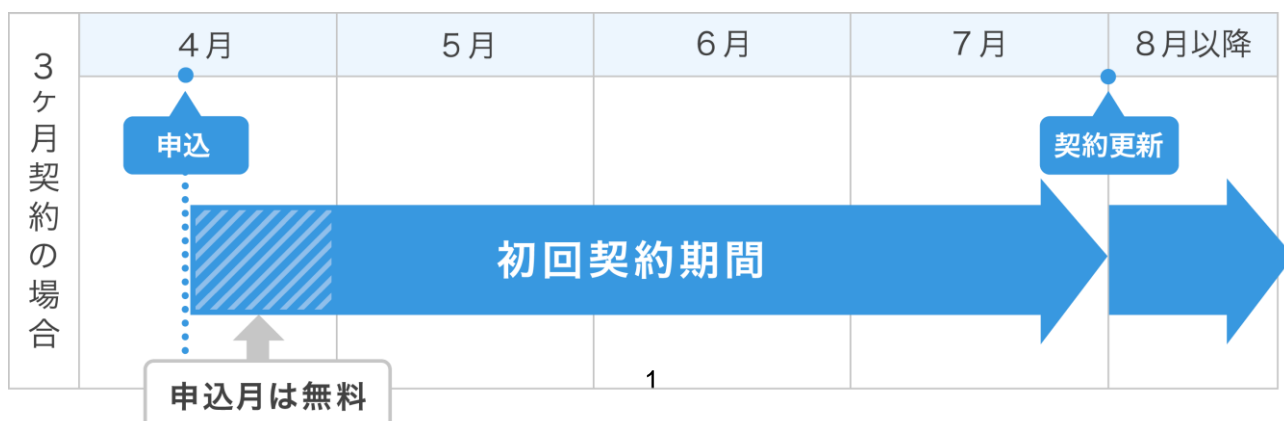 3ヶ月契約の場合
4月
5月
6月
7月
8月以降
申込
契約更新
初回契約期間
1
申込月は無料